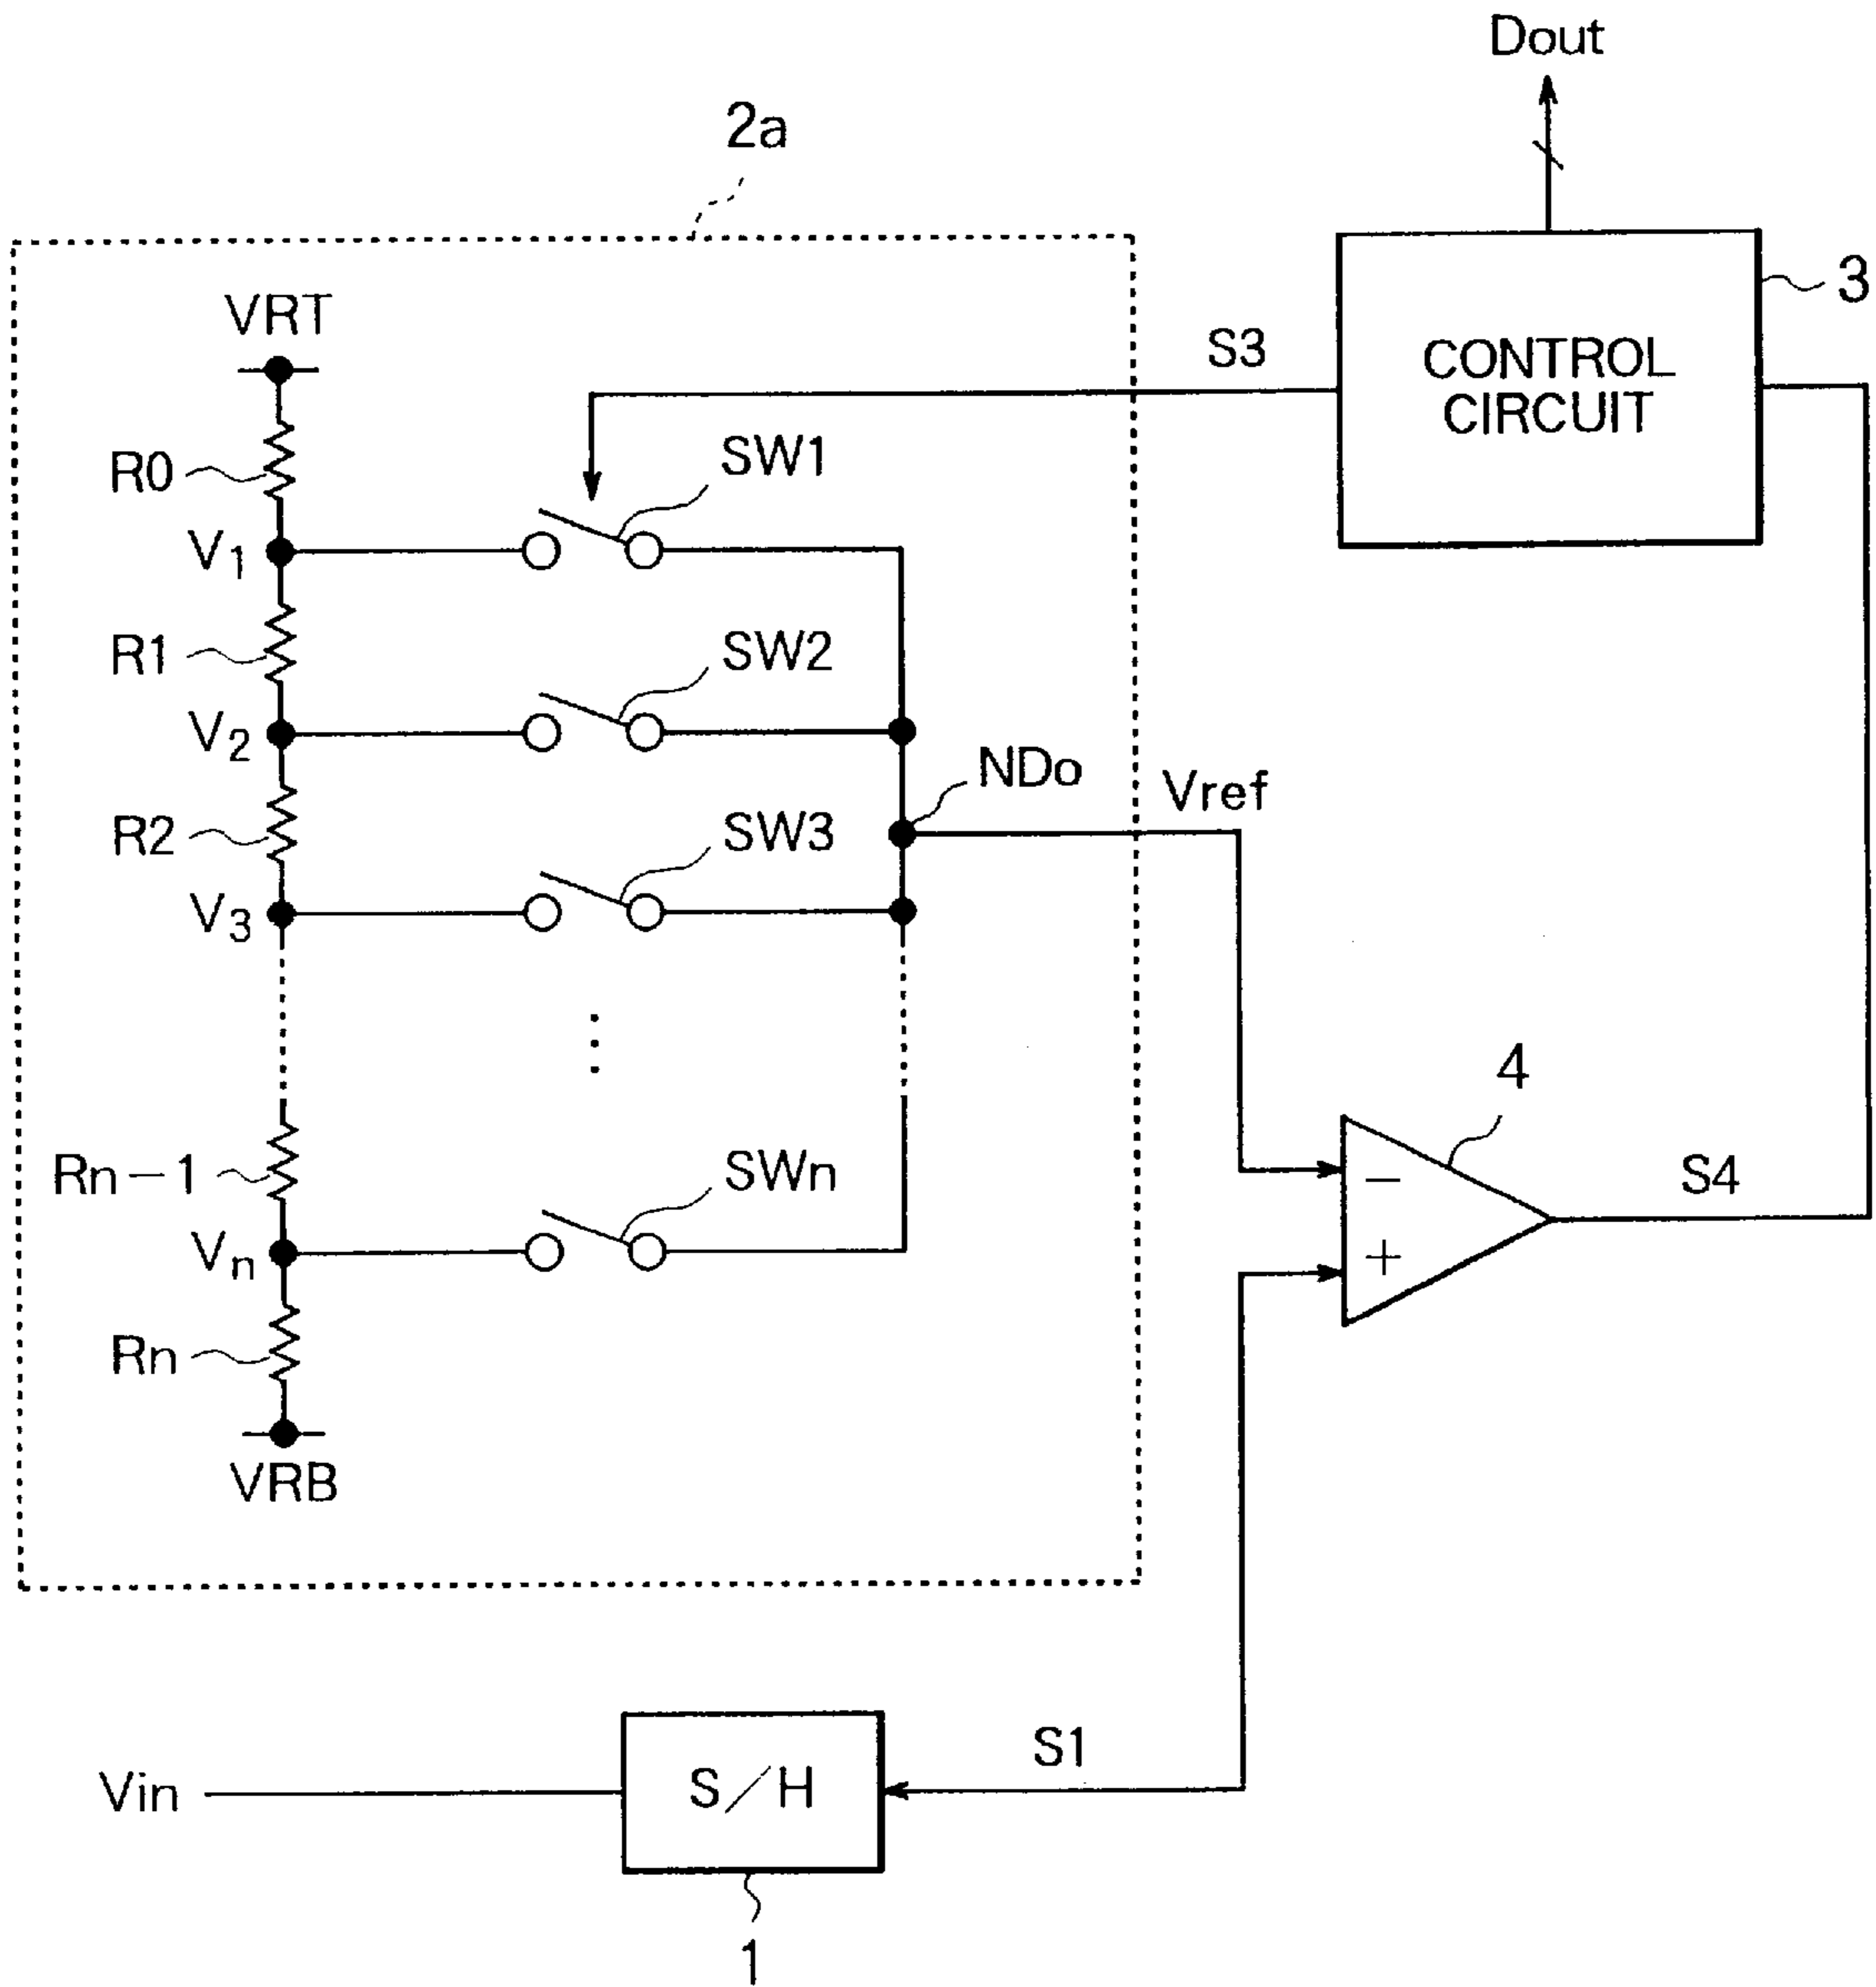 Dout
2a
3
VRT
S3
CONTROL
CIRCUIT
R0
SW1
V1
R1
SW2
V2
NDo
Vref
R2
SW3
V3
4
Rn-1
SWn
S4
−
Vn
+
Rn
VRB
S1
Vin
S/H
1